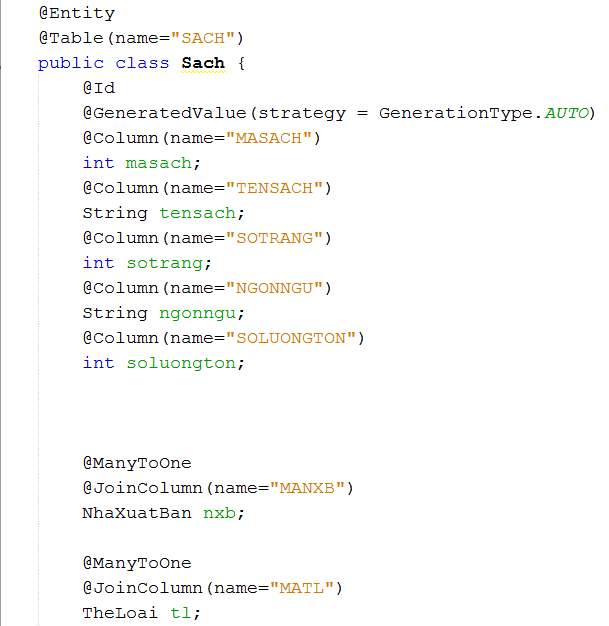 @Entity
@Table(name="SACH")
public class Sach {
@Id
@GeneratedValue(strategy = GenerationType.AUTO)
@Column(name="MASACH")
int masach;
@Column(name="TENSACH")
String tensach;
@Column(name="SOTRANG")
int sotrang;
@Column(name="NGONNGU")
String ngonngu;
@Column(name="SOLUONGTON")
int soluongton;
@ManyToOne
@JoinColumn(name="MANXB")
NhaXuatBan nxb;
@ManyToOne
@JoinColumn(name="MATL")
TheLoai tl;